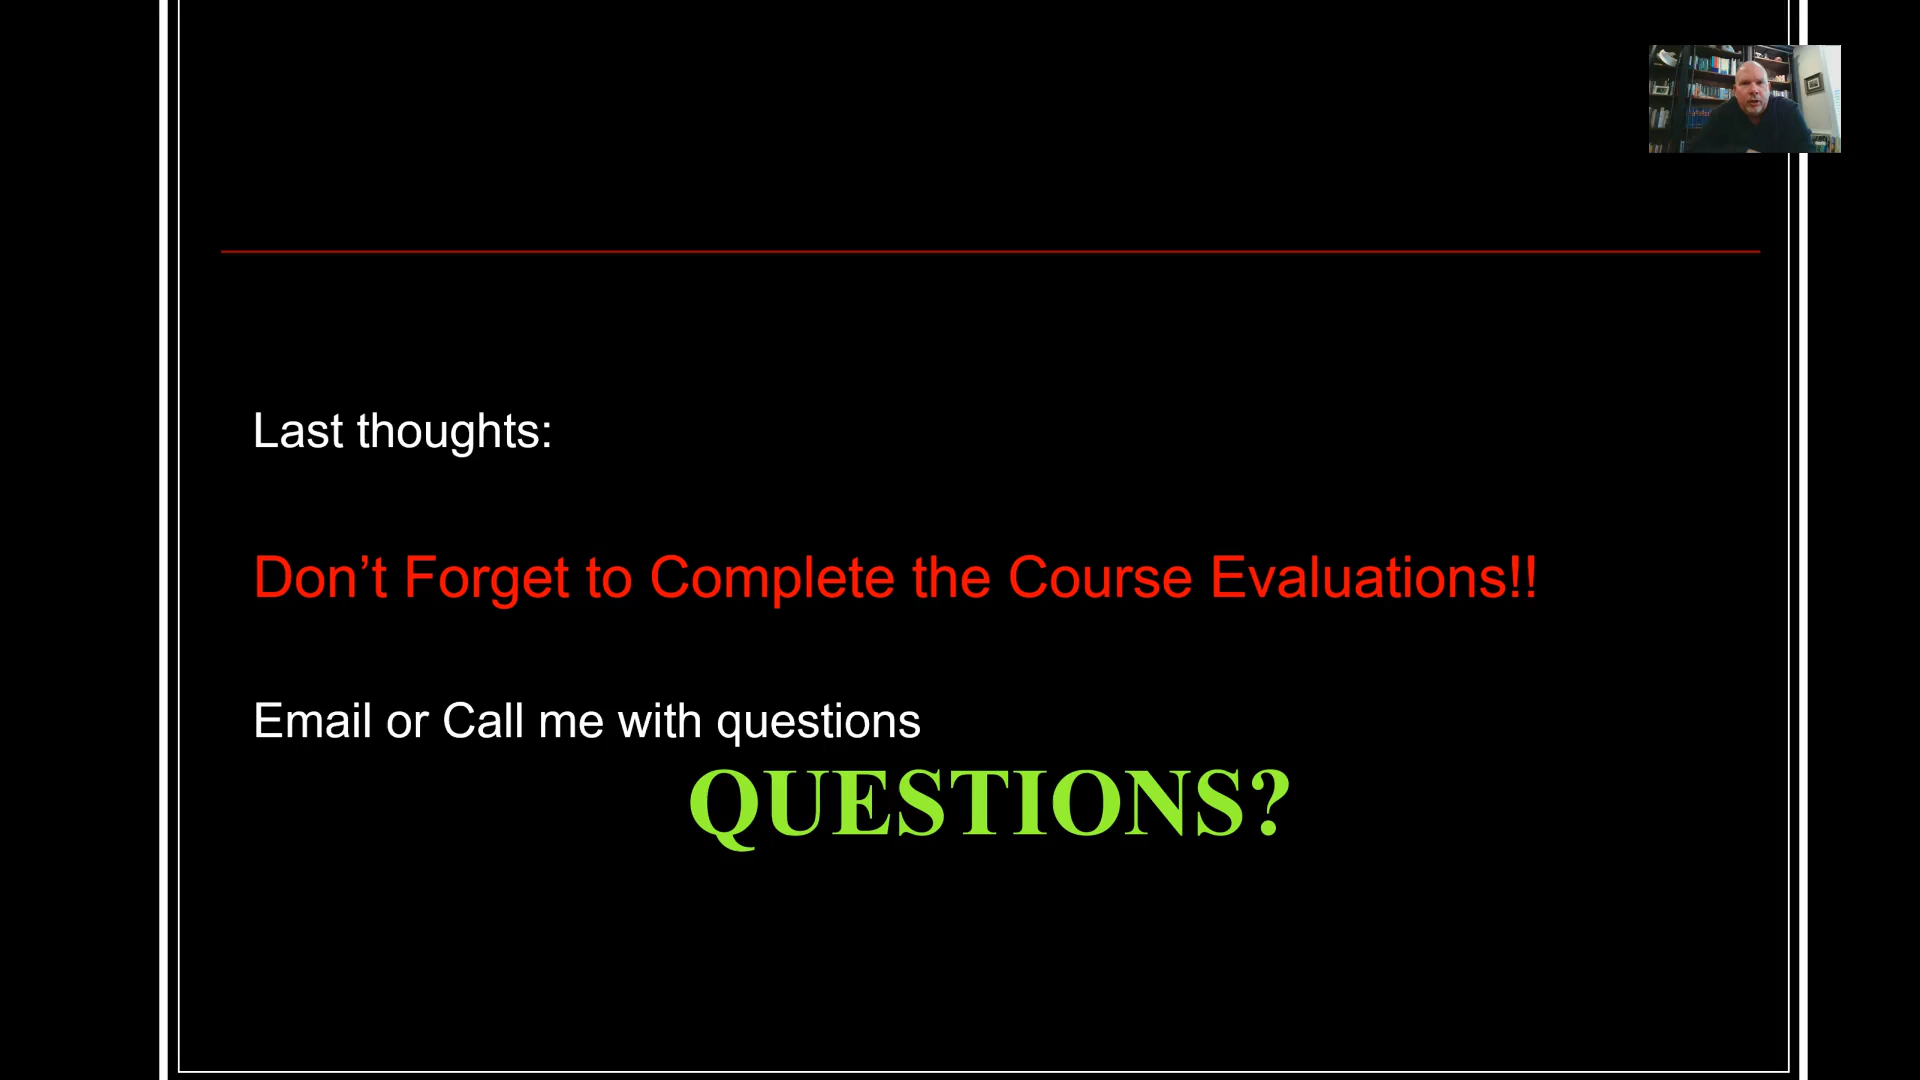 Last thoughts:
Don’t Forget to Complete the Course Evaluations!!
Email or Call me with questions
QUESTIONS?